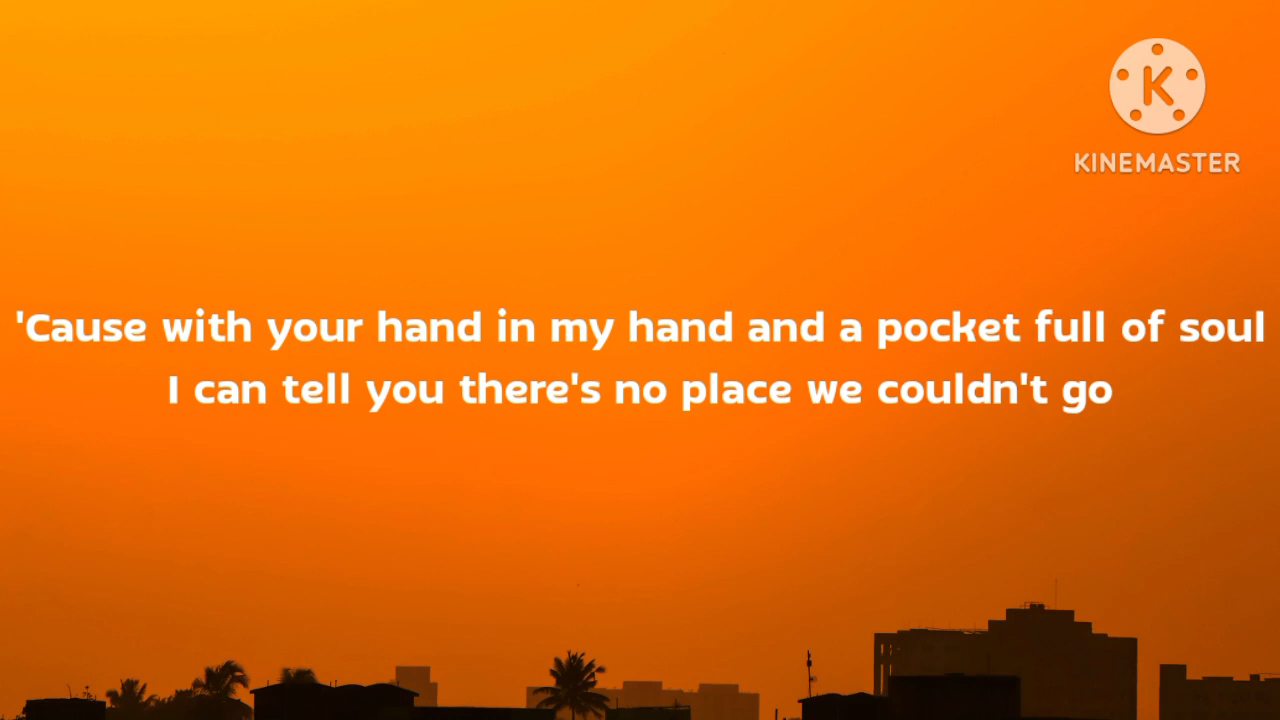 K
KINEMASTER
'Cause with your hand in my hand and a pocket full of soul
I can tell you there's no place we couldn't go